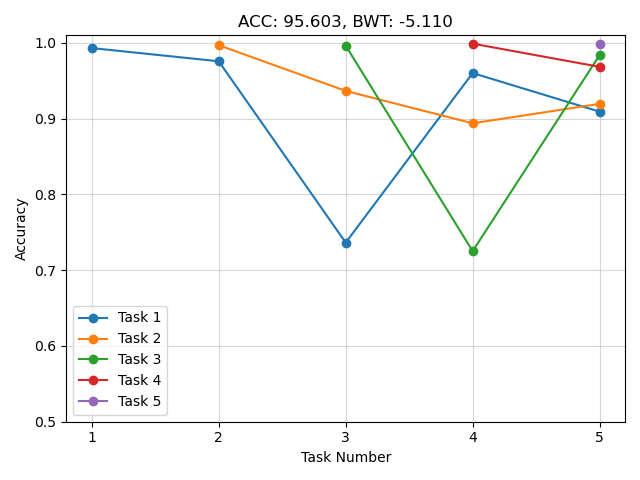 ACC: 95.603, BWT: -5.110
1.0
0.9
0.8
0.7
0.6
0.5
Accuracy
Task 1
Task 2
Task 3
Task 4
Task 5
1 2 3 4 5
Task Number